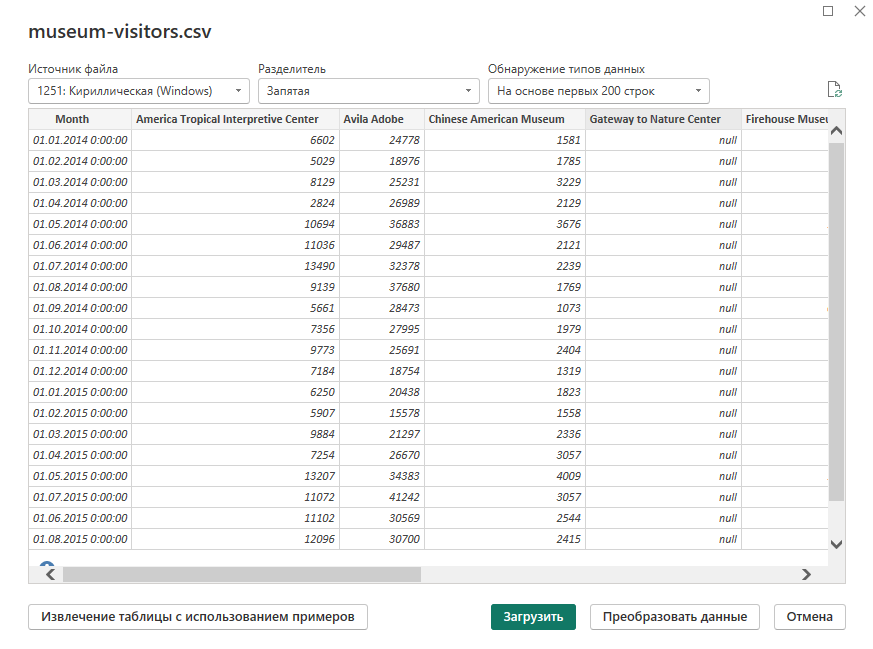 museum-visitors.csv
Источник файла Разделитель Обнаружение типов данных
1251: Кириллическая (Windows) Запятая На основе первых 200 строк
Month America Tropical Interpretive Center Avila Adobe Chinese American Museum Gateway to Nature Center Firehouse
01.01.2014 0:00:00 6602 24778 1581 null
01.02.2014 0:00:00 5029 18976 1785 null
01.03.2014 0:00:00 8129 25231 3229 null
01.04.2014 0:00:00 2824 26989 2129 null
01.05.2014 0:00:00 10694 36883 3676 null
01.06.2014 0:00:00 11036 29487 2121 null
01.07.2014 0:00:00 13490 32378 2239 null
01.08.2014 0:00:00 9139 37680 1769 null
01.09.2014 0:00:00 5661 28473 1073 null
01.10.2014 0:00:00 7356 27995 1979 null
01.11.2014 0:00:00 9773 25691 2404 null
01.12.2014 0:00:00 7184 18754 1319 null
01.01.2015 0:00:00 6250 20438 1823 null
01.02.2015 0:00:00 5907 15578 1558 null
01.03.2015 0:00:00 9884 21297 2336 null
01.04.2015 0:00:00 7254 26670 3057 null
01.05.2015 0:00:00 13207 34383 4009 null
01.07.2015 0:00:00 11072 41242 3057 null
01.06.2015 0:00:00 11102 30569 2544 null
01.08.2015 0:00:00 12096 30700 2415 null
Извлечение таблицы с использованием примеров Загрузить Преобразовать данные Отмена